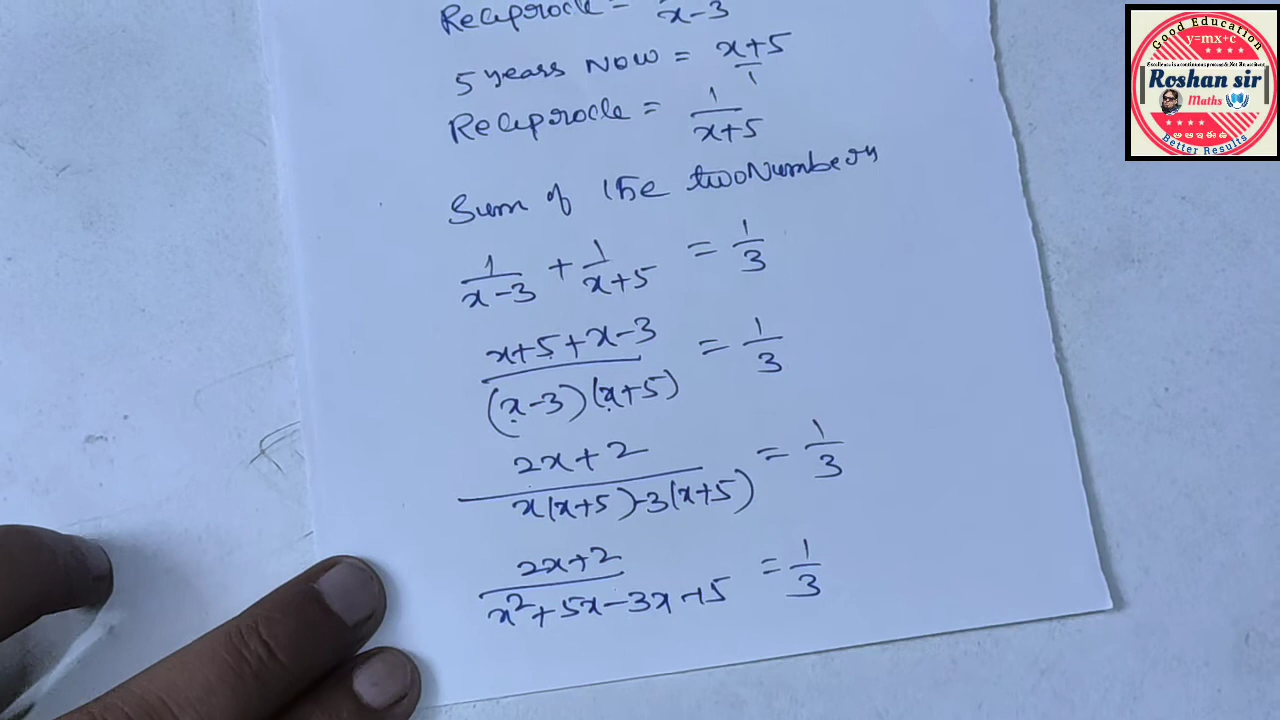 Reciprocle = x-3
5 years now = x+5/1
Reciprocle = 1/x+5
Sum of the two Numbers
1/x-3 + 1/x+5 = 1/3
x+5+x-3/(x-3)(x+5) = 1/3
2x+2/x(x+5)-3(x+5) = 1/3
2x+2/x²+5x-3x-15 = 1/3
Good Education
y=mx+c
Roshan sir
Maths
Better Results